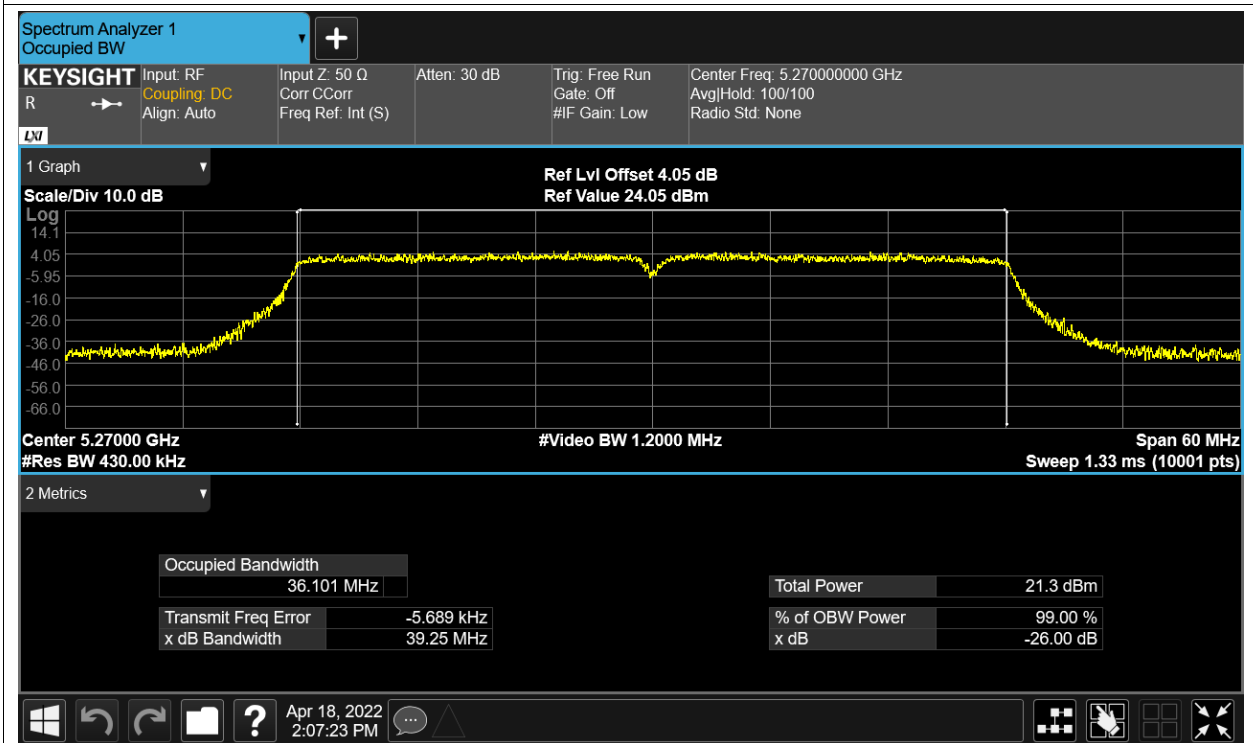 Spectrum Analyzer 1
Occupied BW
KEYSIGHT
R
LXI
Input: RF
Coupling: DC
Align: Auto
Input Z: 50 Ω
Corr CCorr
Freq Ref: Int (S)
Atten: 30 dB
Trig: Free Run
Gate: Off
#IF Gain: Low
Center Freq: 5.270000000 GHz
Avg|Hold: 100/100
Radio Std: None
1 Graph
Scale/Div 10.0 dB
Ref Lvl Offset 4.05 dB
Ref Value 24.05 dBm
Log
14.1
4.05
-5.95
-16.0
-26.0
-36.0
-46.0
-56.0
-66.0
Center 5.27000 GHz
#Video BW 1.2000 MHz
Span 60 MHz
#Res BW 430.00 kHz
Sweep 1.33 ms (10001 pts)
2 Metrics
Occupied Bandwidth
36.101 MHz
Total Power 21.3 dBm
Transmit Freq Error -5.689 kHz
% of OBW Power 99.00 %
x dB Bandwidth 39.25 MHz
x dB -26.00 dB
Apr 18, 2022
2:07:23 PM